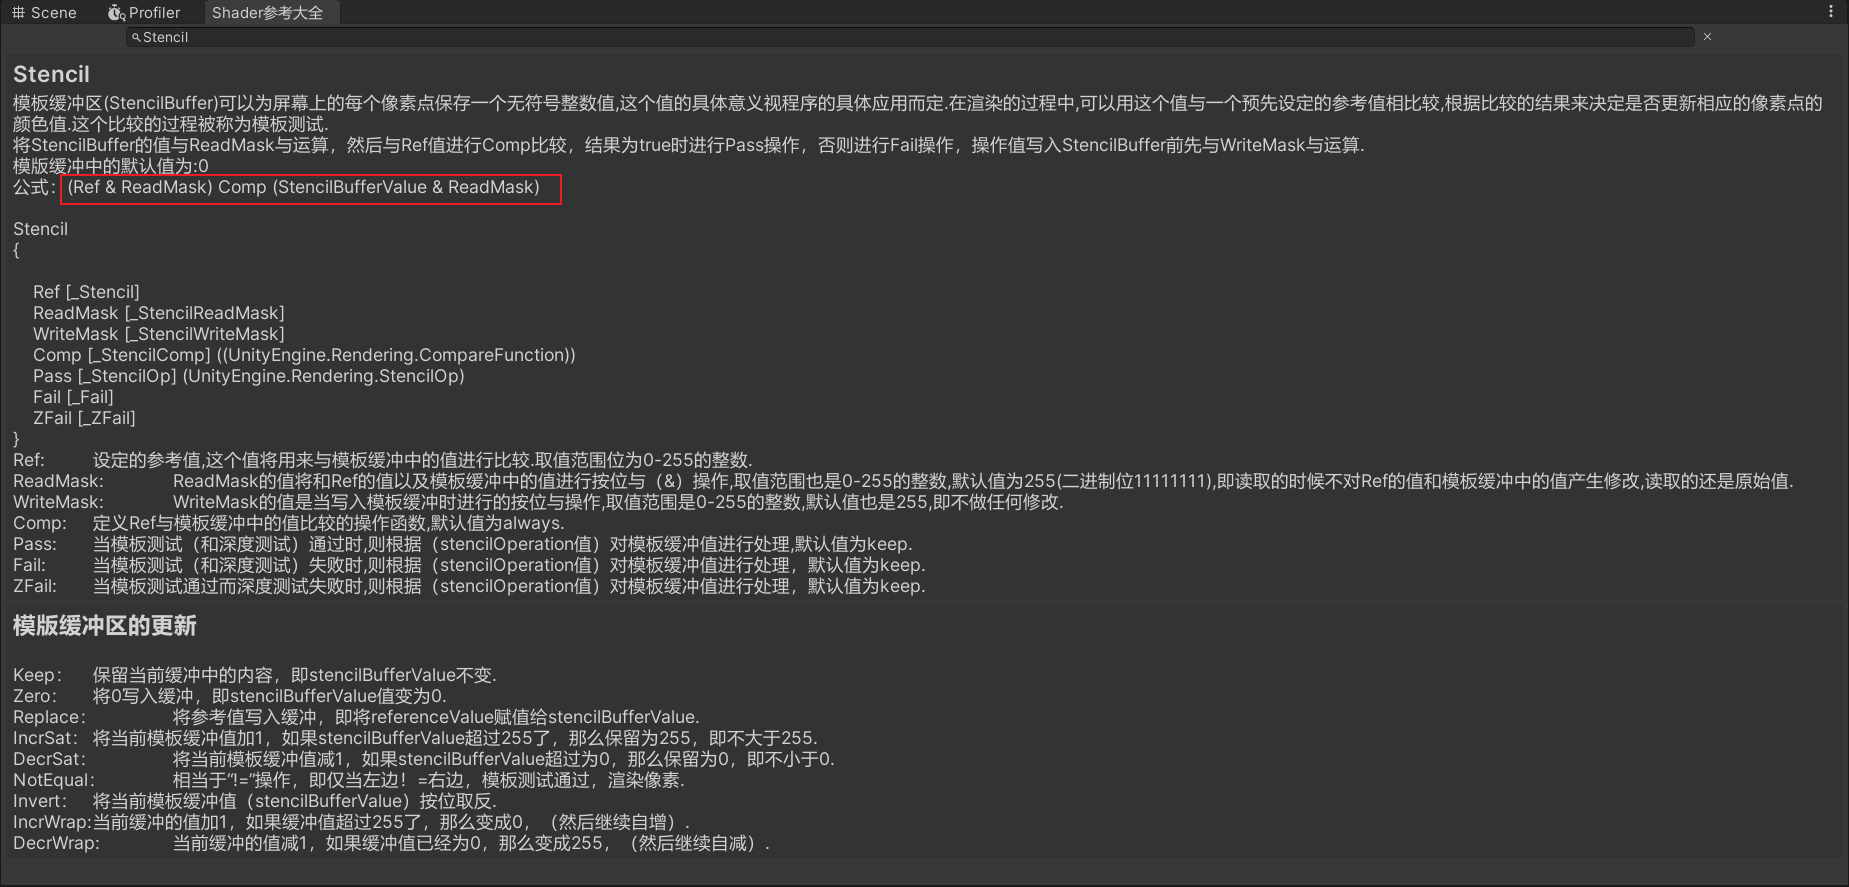 Scene
Profiler
Shader参考大全
Stencil
Stencil
模板缓冲区(StencilBuffer)可以为屏幕上的每个像素点保存一个无符号整数值,这个值的具体意义视程序的具体应用而定.在渲染的过程中,可以用这个值与一个预先设定的参考值相比较,根据比较的结果来决定是否更新相应的像素点的
颜色值.这个比较的过程被称为模板测试.
将StencilBuffer的值与ReadMask与运算，然后与Ref值进行Comp比较，结果为true时进行Pass操作，否则进行Fail操作，操作值写入StencilBuffer前先与WriteMask与运算.
模版缓冲中的默认值为:0
公式：(Ref & ReadMask) Comp (StencilBufferValue & ReadMask)
Stencil
{
Ref [_Stencil]
ReadMask [_StencilReadMask]
WriteMask [_StencilWriteMask]
Comp [_StencilComp] ((UnityEngine.Rendering.CompareFunction))
Pass [_StencilOp] (UnityEngine.Rendering.StencilOp)
Fail [_Fail]
ZFail [_ZFail]
}
Ref: 设定的参考值,这个值将用来与模板缓冲中的值进行比较.取值范围位为0-255的整数.
ReadMask: ReadMask的值将和Ref的值以及模板缓冲中的值进行按位与（&）操作,取值范围也是0-255的整数,默认值为255(二进制位11111111),即读取的时候不对Ref的值和模板缓冲中的值产生修改,读取的还是原始值.
WriteMask: WriteMask的值是当写入模板缓冲时进行的按位与操作,取值范围是0-255的整数,默认值也是255,即不做任何修改.
Comp: 定义Ref与模板缓冲中的值比较的操作函数,默认值为always.
Pass: 当模板测试（和深度测试）通过时,则根据（stencilOperation值）对模板缓冲值进行处理,默认值为keep.
Fail: 当模板测试（和深度测试）失败时,则根据（stencilOperation值）对模板缓冲值进行处理，默认值为keep.
ZFail: 当模板测试通过而深度测试失败时,则根据（stencilOperation值）对模板缓冲值进行处理，默认值为keep.
模版缓冲区的更新
Keep： 保留当前缓冲中的内容，即stencilBufferValue不变.
Zero： 将0写入缓冲，即stencilBufferValue值变为0.
Replace： 将参考值写入缓冲，即将referenceValue赋值给stencilBufferValue.
IncrSat： 将当前模板缓冲值加1，如果stencilBufferValue超过255了，那么保留为255，即不大于255.
DecrSat： 将当前模板缓冲值减1，如果stencilBufferValue超过为0，那么保留为0，即不小于0.
NotEqual： 相当于“!=”操作，即仅当左边！=右边，模板测试通过，渲染像素.
Invert： 将当前模板缓冲值（stencilBufferValue）按位取反.
IncrWrap:当前缓冲的值加1，如果缓冲值超过255了，那么变成0，（然后继续自增）.
DecrWrap: 当前缓冲的值减1，如果缓冲值已经为0，那么变成255，（然后继续自减）.